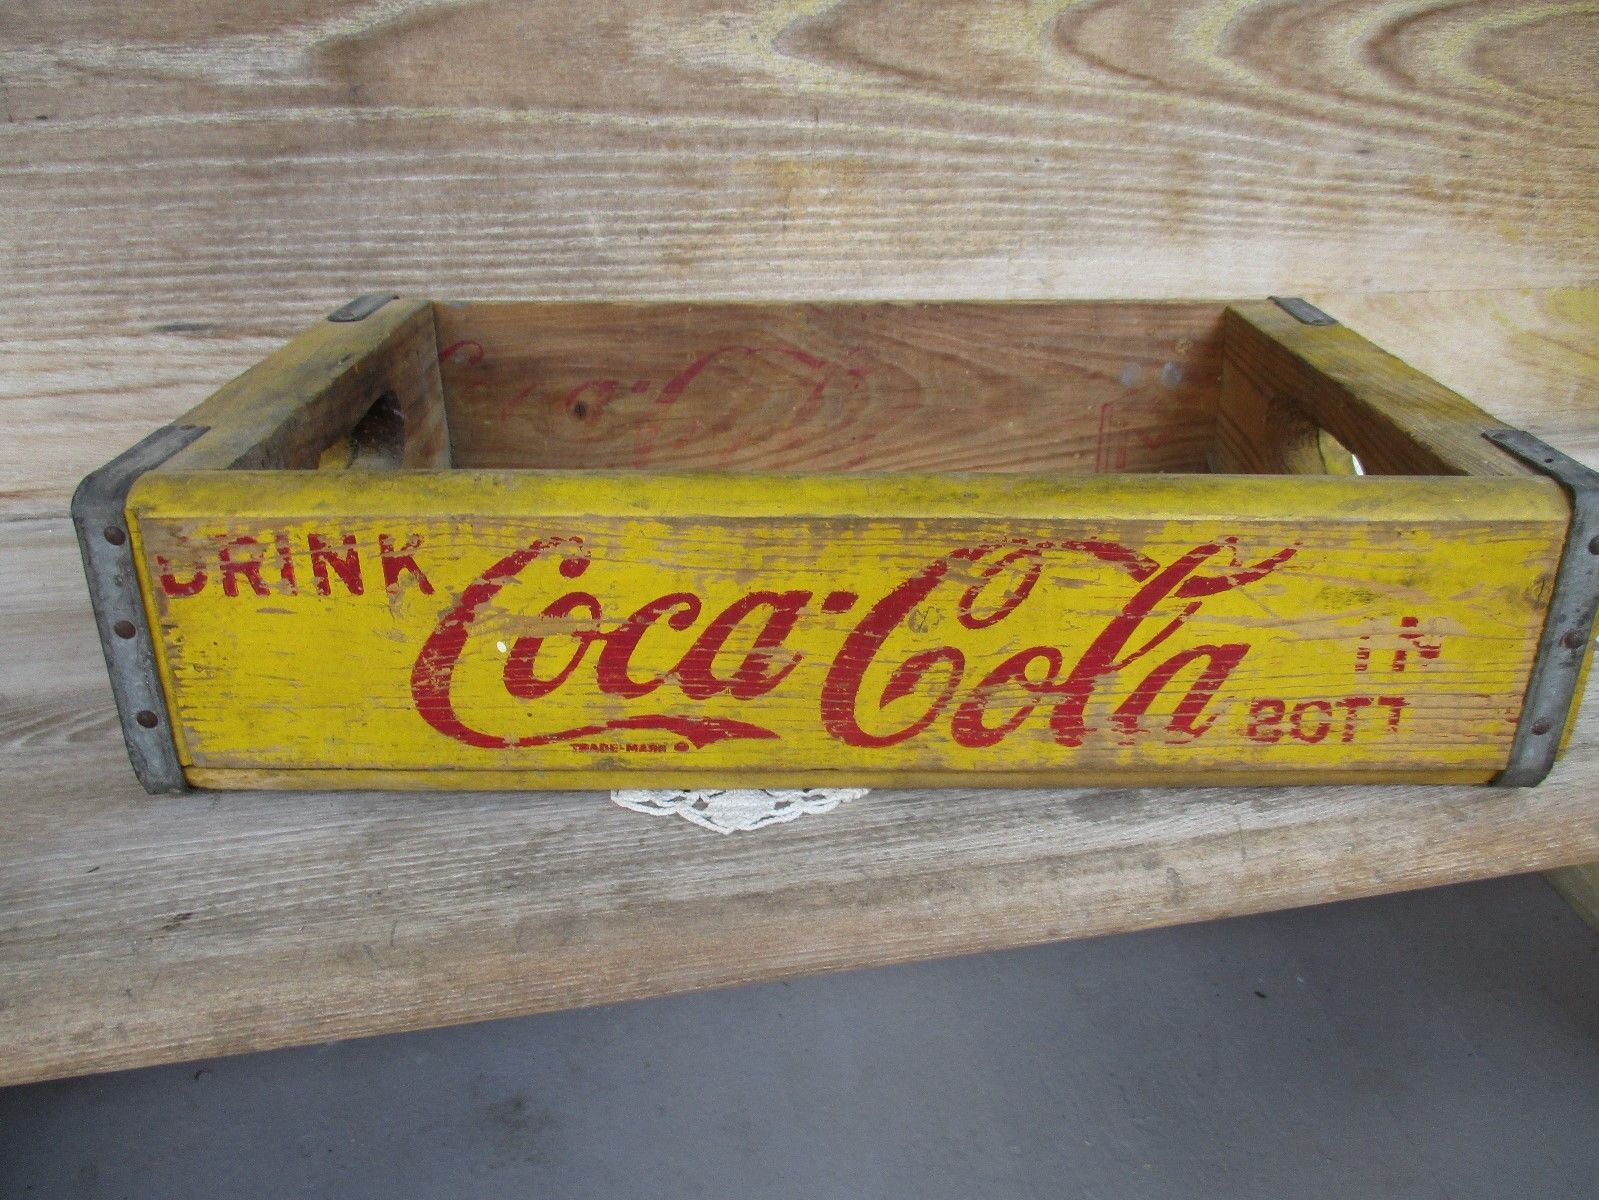 DRINK
Coca-Cola
TRADE-MARK ®
IN
BOTT